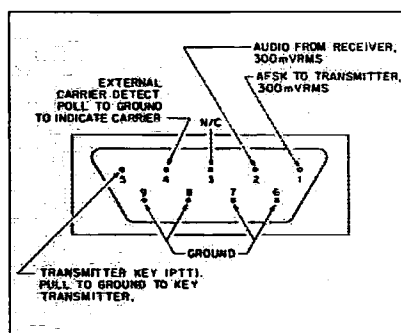 AUDIO FROM RECEIVER,
300mVRMS
AFSK TO TRANSMITTER,
300mVRMS
EXTERNAL
CARRIER DETECT
POLL TO GROUND
TO INDICATE CARRIER
N/C
5 4 3 2 1
9 8 7 6
GROUND
TRANSMITTER KEY (PTT).
PULL TO GROUND TO KEY
TRANSMITTER.